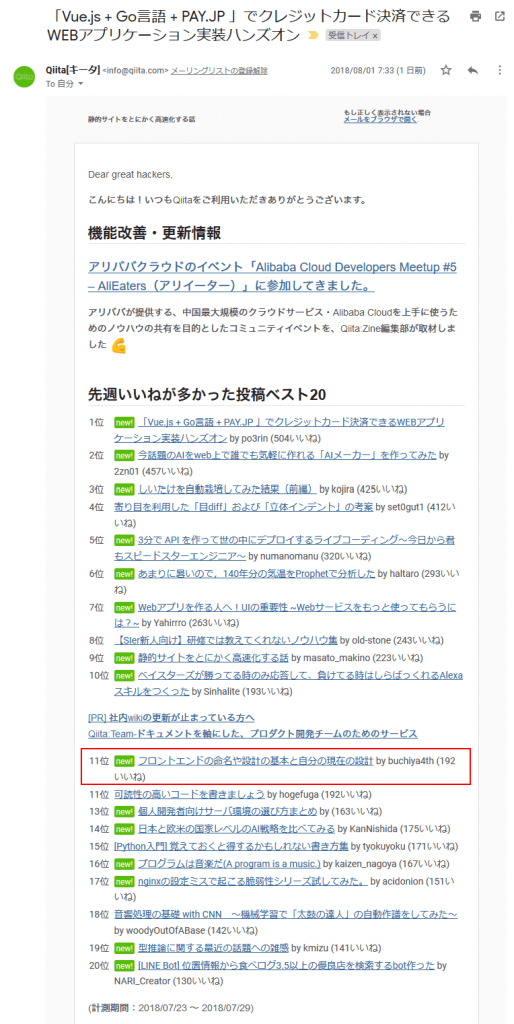 「Vue.js + Go言語 + PAY.JP 」でクレジットカード決済できる
WEBアプリケーション実装ハンズオン 受信トレイ ×
Qiita[キータ] <info@qiita.com> メーリングリストの登録解除 2018/08/01 7:33 (1 日前)
To 自分
静的サイトをとにかく高速化する話
もし正しく表示されない場合
メールをブラウザで開く
Dear great hackers,
こんにちは！いつもQiitaをご利用いただきありがとうございます。
機能改善・更新情報
アリババクラウドのイベント「Alibaba Cloud Developers Meetup #5
– AliEaters（アリイーター）」に参加してきました。
アリババが提供する、中国最大規模のクラウドサービス・Alibaba Cloudを上手に使うた
めのノウハウの共有を目的としたコミュニティイベントを、Qiita:Zine編集部が取材しま
した 💪
先週いいねが多かった投稿ベスト20
1位 new! 「Vue.js + Go言語 + PAY.JP 」でクレジットカード決済できるWEBアプリ
ケーション実装ハンズオン by po3rin (504いいね)
2位 new! 今話題のAIをweb上で誰でも気軽に作れる「AIメーカー」を作ってみた by
2zn01 (457いいね)
3位 new! しいたけを自動栽培してみた結果（前編） by kojira (425いいね)
4位 寄り目を利用した「目diff」および「立体インデント」の考案 by set0gut1 (412い
いね)
5位 new! 3分で API を作って世の中にデプロイするライブコーディング〜今日から君
もスピードスターエンジニア〜 by numanomanu (320いいね)
6位 new! あまりに暑いので，140年分の気温をProphetで分析した by haltaro (293い
いね)
7位 new! Webアプリを作る人へ！UIの重要性 ~Webサービスをもっと使ってもらうに
は？~ by Yahirrro (263いいね)
8位 【SIer新人向け】研修では教えてくれないノウハウ集 by old-stone (243いいね)
9位 new! 静的サイトをとにかく高速化する話 by masato_makino (223いいね)
10位 new! ベイスターズが勝ってる時のみ応答して、負けてる時はしらばっくれるAlexa
スキルをつくった by Sinhalite (193いいね)
[PR] 社内wikiの更新が止まっている方へ
Qiita:Team-ドキュメントを軸にした、プロダクト開発チームのためのサービス
11位 new! フロントエンドの命名や設計の基本と自分の現在の設計 by buchiya4th (192
いいね)
11位 可読性の高いコードを書きましょう by hogefuga (192いいね)
13位 new! 個人開発者向けサーバ環境の選び方まとめ by (163いいね)
14位 new! 日本と欧米の国家レベルのAI戦略を比べてみる by KanNishida (175いいね)
15位 [Python入門] 覚えておくと得するかもしれない書き方集 by tyokuyoku (171いいね)
16位 new! プログラムは音楽だ(A program is a music.) by kaizen_nagoya (167いいね)
17位 new! nginxの設定ミスで起こる脆弱性シリーズ試してみた。 by acidonion (151い
いね)
18位 音響処理の基礎 with CNN 〜機械学習で「太鼓の達人」の自動作譜をしてみた〜
by woodyOutOfABase (142いいね)
19位 new! 型推論に関する最近の話題への雑感 by kmizu (141いいね)
20位 new! [LINE Bot] 位置情報から食べログ3.5以上の優良店を検索するbot作った by
NARI_Creator (130いいね)
(計測期間：2018/07/23 〜 2018/07/29)